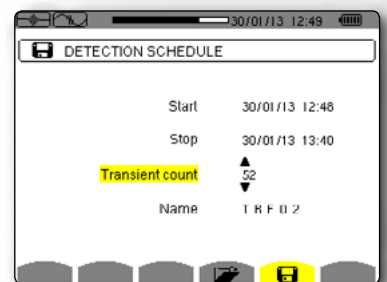 30/01/13 12:49
DETECTION SCHEDULE
Start 30/01/13 12:48
Stop 30/01/13 13:40
Transient count 52
Name T R F 0 2